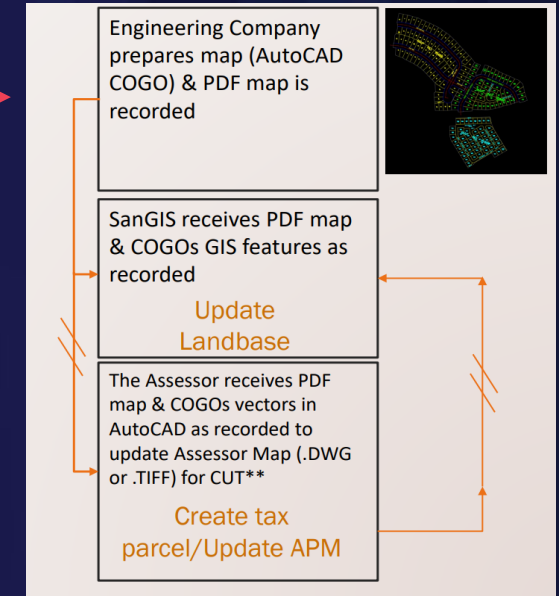 Engineering Company
prepares map (AutoCAD
COGO) & PDF map is
recorded
SanGIS receives PDF map
& COGOs GIS features as
recorded
Update
Landbase
The Assessor receives PDF
map & COGOs vectors in
AutoCAD as recorded to
update Assessor Map (.DWG
or .TIFF) for CUT**
Create tax
parcel/Update APM